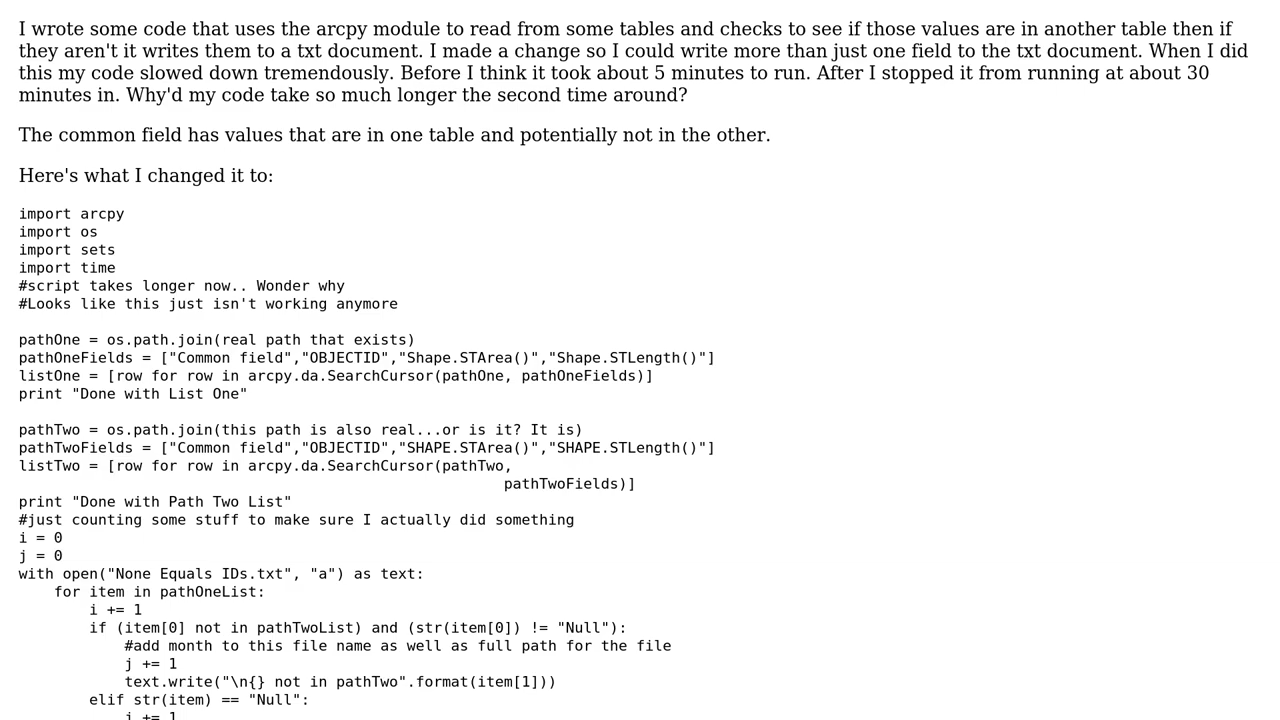 I wrote some code that uses the arcpy module to read from some tables and checks to see if those values are in another table then if
they aren't it writes them to a txt document. I made a change so I could write more than just one field to the txt document. When I did
this my code slowed down tremendously. Before I think it took about 5 minutes to run. After I stopped it from running at about 30
minutes in. Why'd my code take so much longer the second time around?
The common field has values that are in one table and potentially not in the other.
Here's what I changed it to:
import arcpy
import os
import sets
import time
#script takes longer now.. Wonder why
#Looks like this just isn't working anymore
pathOne = os.path.join(real path that exists)
pathOneFields = ["Common field","OBJECTID","Shape.STArea()","Shape.STLength()"]
listOne = [row for row in arcpy.da.SearchCursor(pathOne, pathOneFields)]
print "Done with List One"
pathTwo = os.path.join(this path is also real...or is it? It is)
pathTwoFields = ["Common field","OBJECTID","SHAPE.STArea()","SHAPE.STLength()"]
listTwo = [row for row in arcpy.da.SearchCursor(pathTwo,
pathTwoFields)]
print "Done with Path Two List"
#just counting some stuff to make sure I actually did something
i = 0
j = 0
with open("None Equals IDs.txt", "a") as text:
    for item in pathOneList:
        i += 1
        if (item[0] not in pathTwoList) and (str(item[0]) != "Null"):
            #add month to this file name as well as full path for the file
            j += 1
            text.write("\n{} not in pathTwo".format(item[1]))
        elif str(item) == "Null":
            j += 1